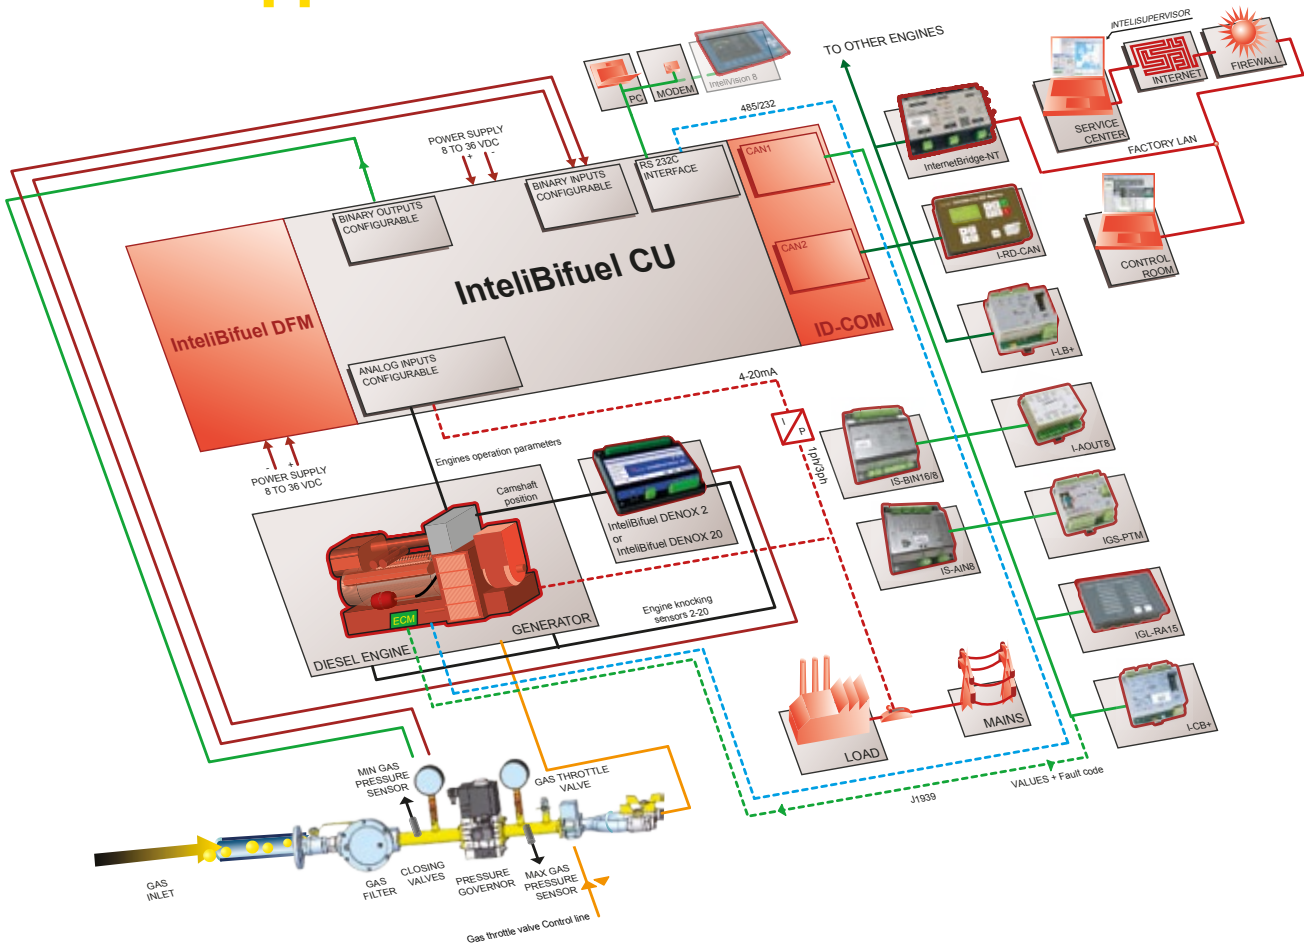 INTELISUPERVISOR
TO OTHER ENGINES
FIREWALL
INTERNET
SERVICE
CENTER
PC
MODEM
InteliVision 8
485/232
InternetBridge-NT
FACTORY LAN
POWER SUPPLY
8 TO 36 VDC
+ -
BINARY OUTPUTS
CONFIGURABLE
BINARY INPUTS
CONFIGURABLE
RS 232C
INTERFACE
CAN1
CAN2
ID-COM
InteliBifuel CU
InteliBifuel DFM
ANALOG INPUTS
CONFIGURABLE
I-RD-CAN
CONTROL
ROOM
I-LB+
4-20mA
I
P
1ph/3ph
- +
POWER SUPPLY
8 TO 36 VDC
Engines operation parameters
Camshaft
position
InteliBifuel DENOX 2
or
InteliBifuel DENOX 20
IS-BIN16/8
I-AOUT8
IS-AIN8
IGS-PTM
IGL-RA15
I-CB+
ECM
DIESEL ENGINE
GENERATOR
Engine knocking
sensors 2-20
LOAD
MAINS
J1939
VALUES + Fault code
MIN GAS
PRESSURE
SENSOR
GAS THROTTLE
VALVE
GAS
INLET
GAS
FILTER
CLOSING
VALVES
PRESSURE
GOVERNOR
MAX GAS
PRESSURE
SENSOR
Gas throttle valve Control line